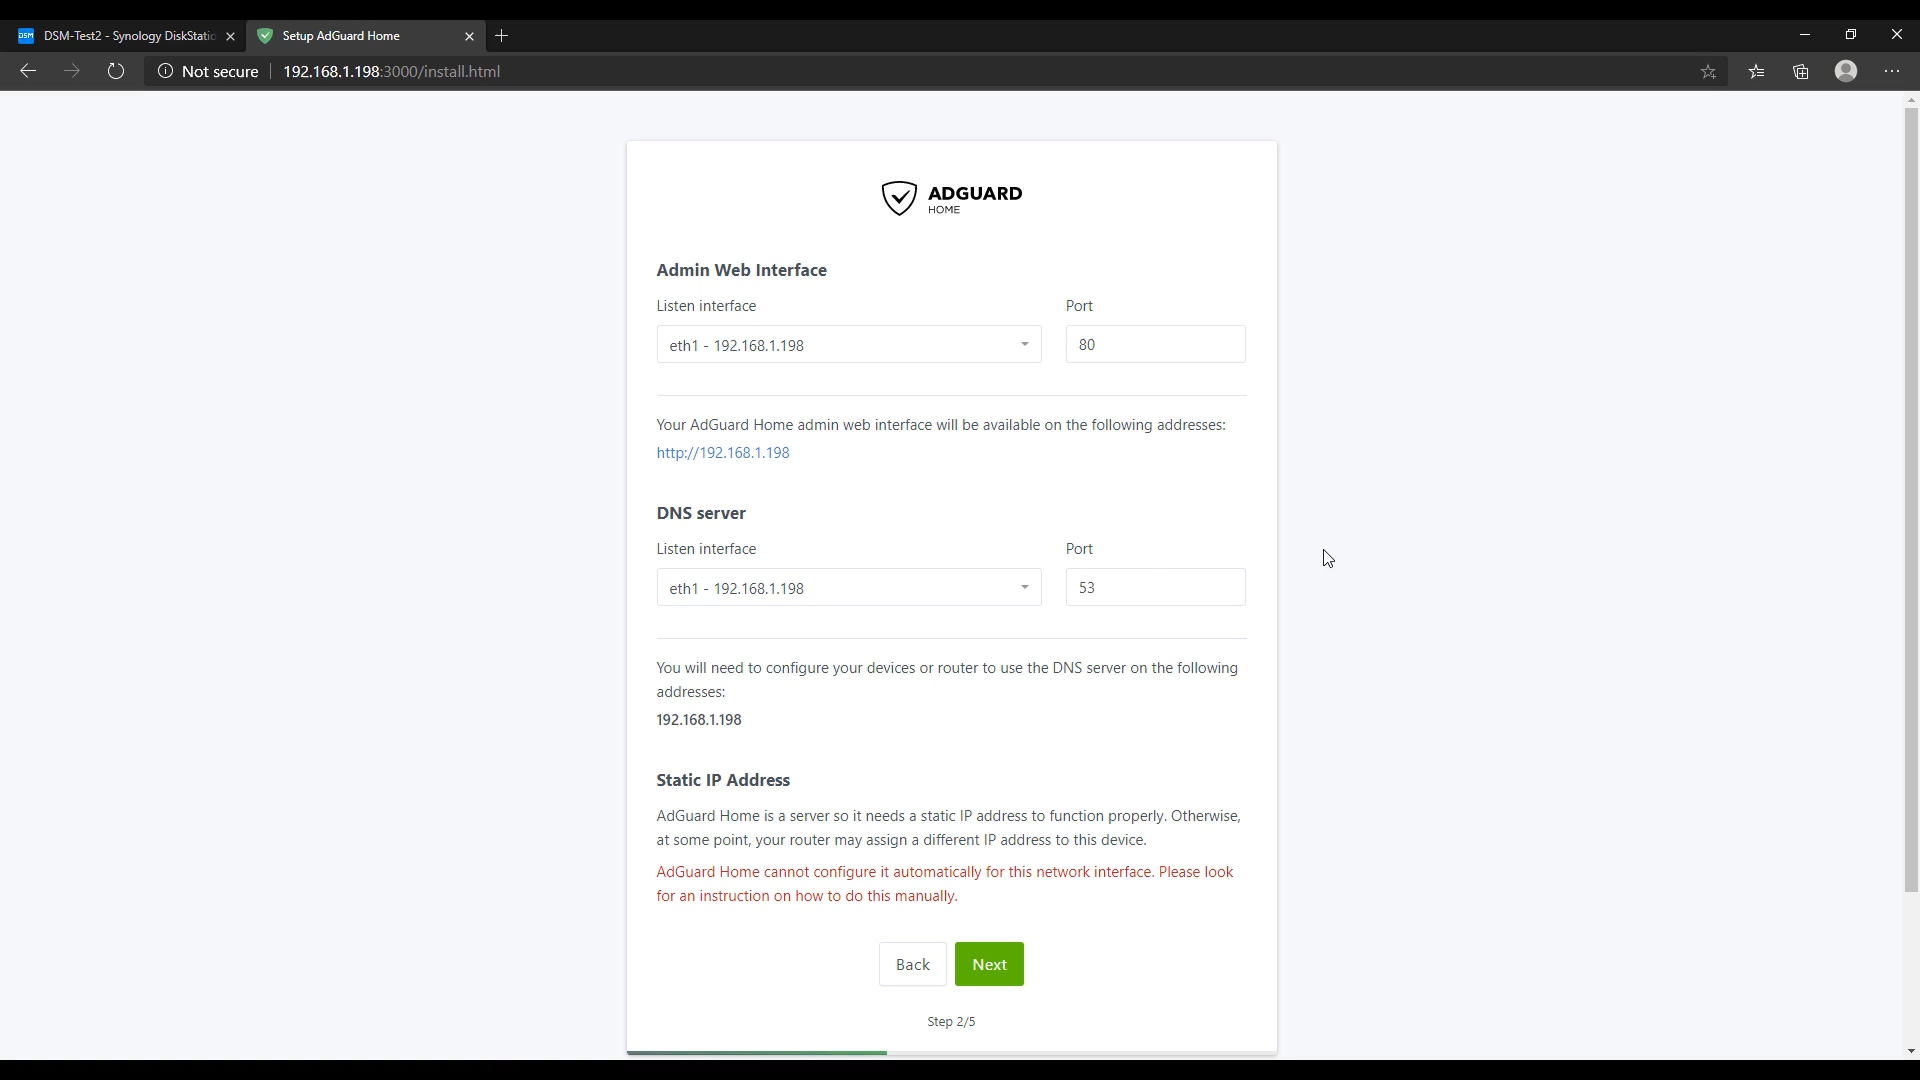 DSM DSM-Test2 - Synology DiskStatic
Setup AdGuard Home
Not secure 192.168.1.198:3000/install.html
ADGUARD
HOME
Admin Web Interface
Listen interface Port
eth1 - 192.168.1.198 80
Your AdGuard Home admin web interface will be available on the following addresses:
http://192.168.1.198
DNS server
Listen interface Port
eth1 - 192.168.1.198 53
You will need to configure your devices or router to use the DNS server on the following
addresses:
192.168.1.198
Static IP Address
AdGuard Home is a server so it needs a static IP address to function properly. Otherwise,
at some point, your router may assign a different IP address to this device.
AdGuard Home cannot configure it automatically for this network interface. Please look
for an instruction on how to do this manually.
Back Next
Step 2/5